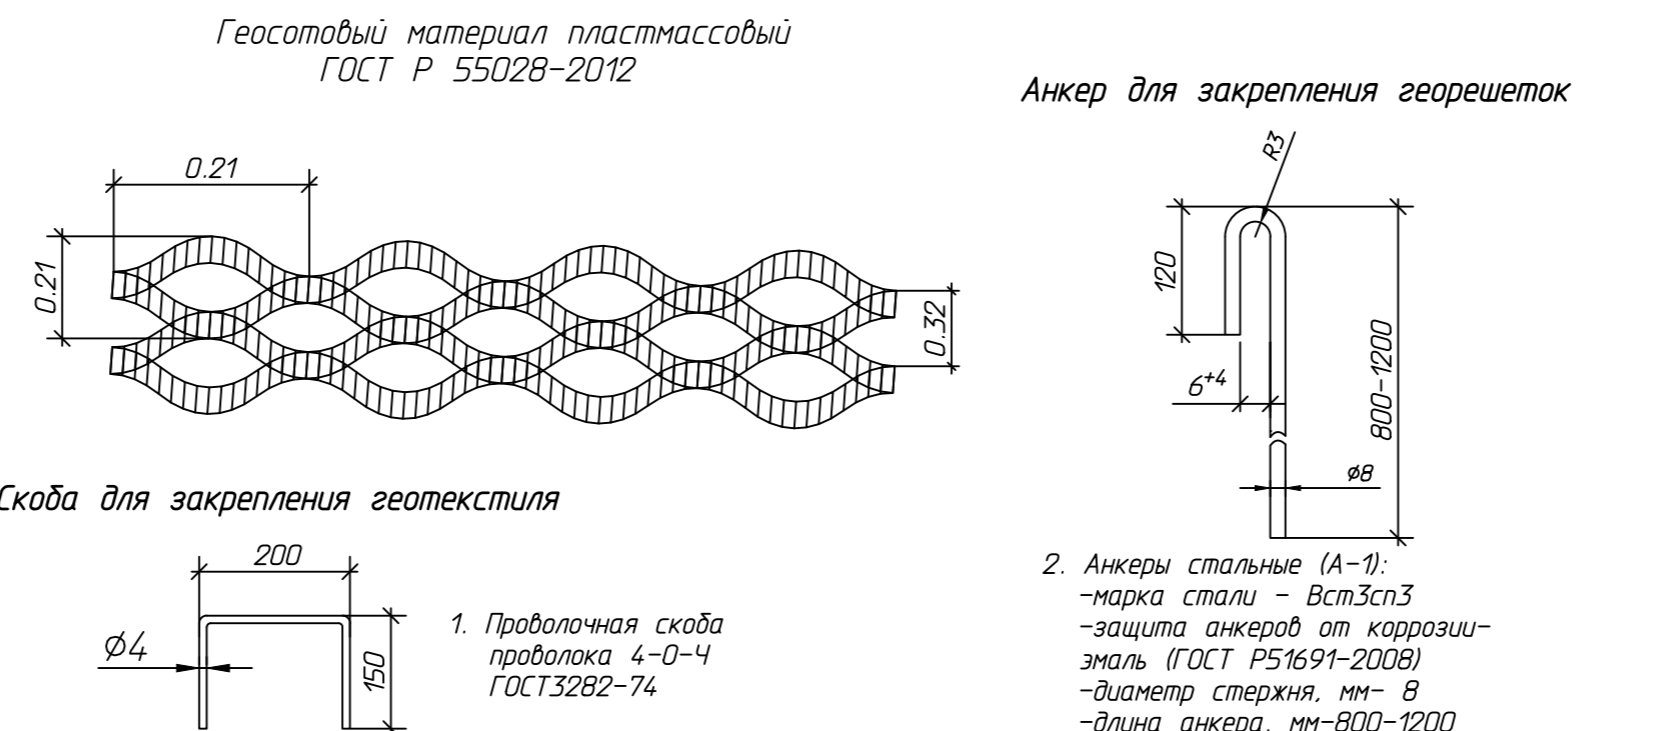 Геосотовый материал пластмассовый
ГОСТ Р 55028-2012
0.21
0.21
0.32
Анкер для закрепления георешеток
R3
120
6+4
800-1200
⌀8
Скоба для закрепления геотекстиля
200
⌀4
150
1. Проволочная скоба
проволока 4-О-Ч
ГОСТ3282-74
2. Анкеры стальные (А-1):
-марка стали - Вст3сп3
-защита анкеров от коррозии-
эмаль (ГОСТ Р51691-2008)
-диаметр стержня, мм- 8
-длина анкера, мм-800-1200